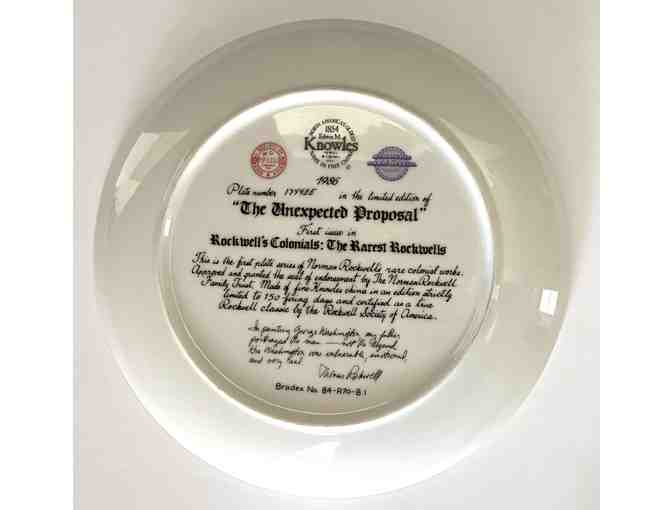 1854
Edwin M.
Knowles
1986
Plate number in the limited edition of
"The Unexpected Proposal"
First issue in
Rockwell's Colonials: The Rarest Rockwells
This is the first plate series of Norman Rockwell's rare colonial works.
Approved and granted the seal of endorsement by The Norman Rockwell
Family Trust. Made of fine Knowles china in an edition strictly
limited to 150 firing days and certified as a true
Rockwell classic by the Rockwell Society of America.
In painting George Washington my father
portrayed the man — not the legend.
His Washington was vulnerable, emotional,
and very real.
Thomas Rockwell
Bradex No. 84-R70-8.1